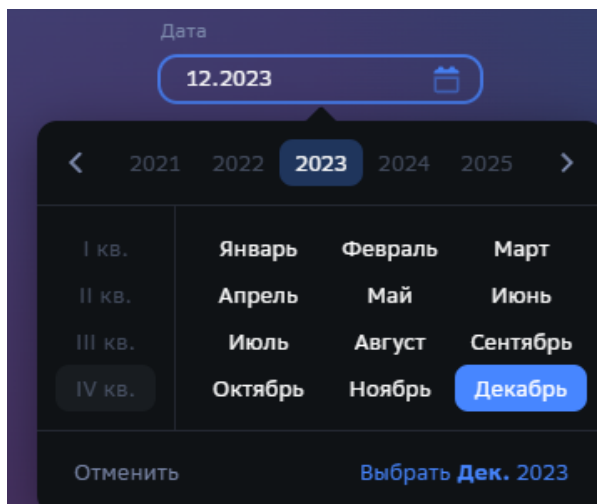 Дата
12.2023
2021 2022 2023 2024 2025
I кв. Январь Февраль Март
II кв. Апрель Май Июнь
III кв. Июль Август Сентябрь
IV кв. Октябрь Ноябрь Декабрь
Отменить Выбрать Дек. 2023